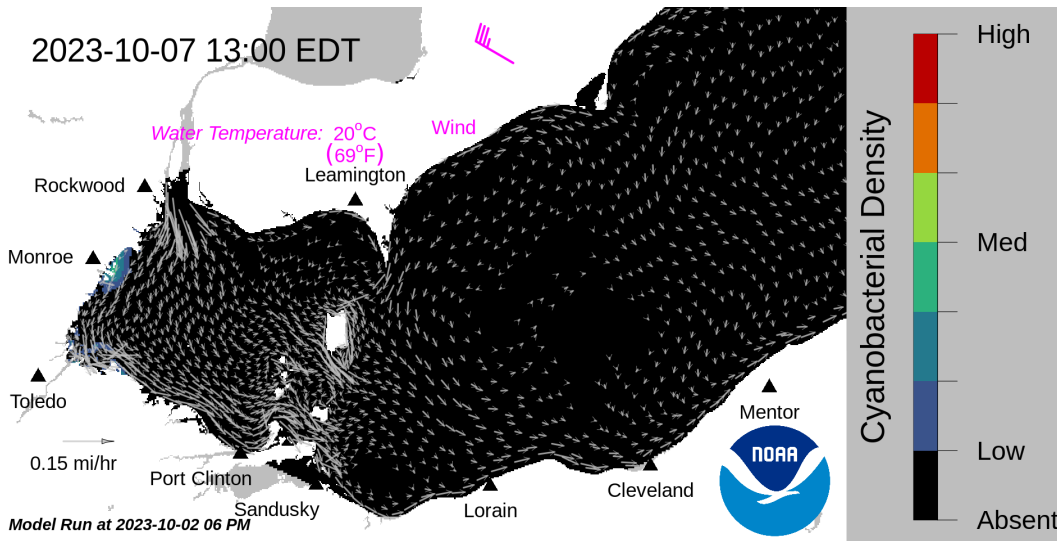 2023-10-07 13:00 EDT
Water Temperature: 20°C
(69°F)
Wind
Leamington
Rockwood
Monroe
Toledo
0.15 mi/hr
Port Clinton
Sandusky
Lorain
Cleveland
Mentor
NOAA
Model Run at 2023-10-02 06 PM
Cyanobacterial Density
High
Med
Low
Absent